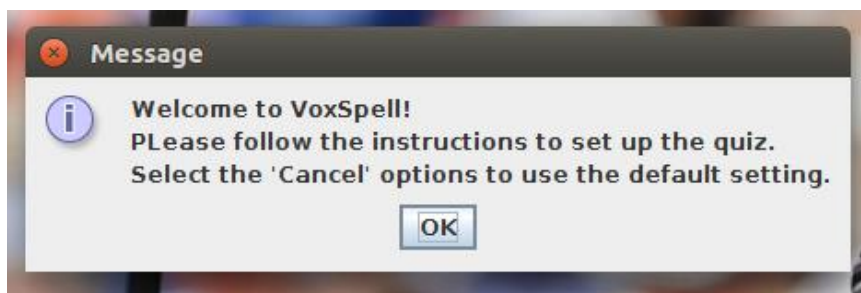 Message
Welcome to VoxSpell!
PLease follow the instructions to set up the quiz.
Select the 'Cancel' options to use the default setting.
OK